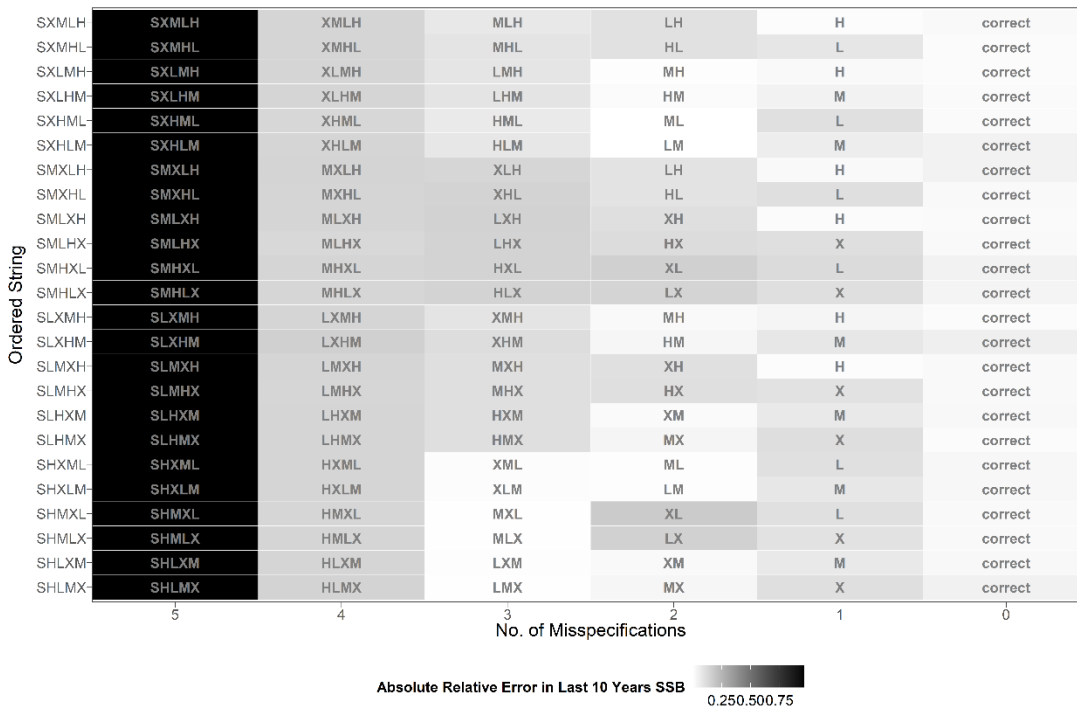 SXMLH SXMLH XMLH MLH LH H correct
SXMHL SXMHL XMHL MHL HL L correct
SXLMH SXLMH XLMH LMH MH H correct
SXLHM SXLHM XLHM LHM HM M correct
SXHML SXHML XHML HML ML L correct
SXHLM SXHLM XHLM HLM LM M correct
SMXLH SMXLH MXLH XLH LH H correct
SMXHL SMXHL MXHL XHL HL L correct
SMLXH SMLXH MLXH LXH XH H correct
SMLHX SMLHX MLHX LHX HX X correct
SMHXL SMHXL MHXL HXL XL L correct
SMHLX SMHLX MHLX HLX LX X correct
SLXMH SLXMH LXMH XMH MH H correct
SLXHM SLXHM LXHM XHM HM M correct
SLMXH SLMXH LMXH MXH XH H correct
SLMHX SLMHX LMHX MHX HX X correct
SLHXM SLHXM LHXM HXM XM M correct
SLHMX SLHMX LHMX HMX MX X correct
SHXML SHXML HXML XML ML L correct
SHXLM SHXLM HXLM XLM LM M correct
SHMXL SHMXL HMXL MXL XL L correct
SHMLX SHMLX HMLX MLX LX X correct
SHLXM SHLXM HLXM LXM XM M correct
SHLMX SHLMX HLMX LMX MX X correct
Ordered String
5 4 3 2 1 0
No. of Misspecifications
Absolute Relative Error in Last 10 Years SSB
0.250.500.75